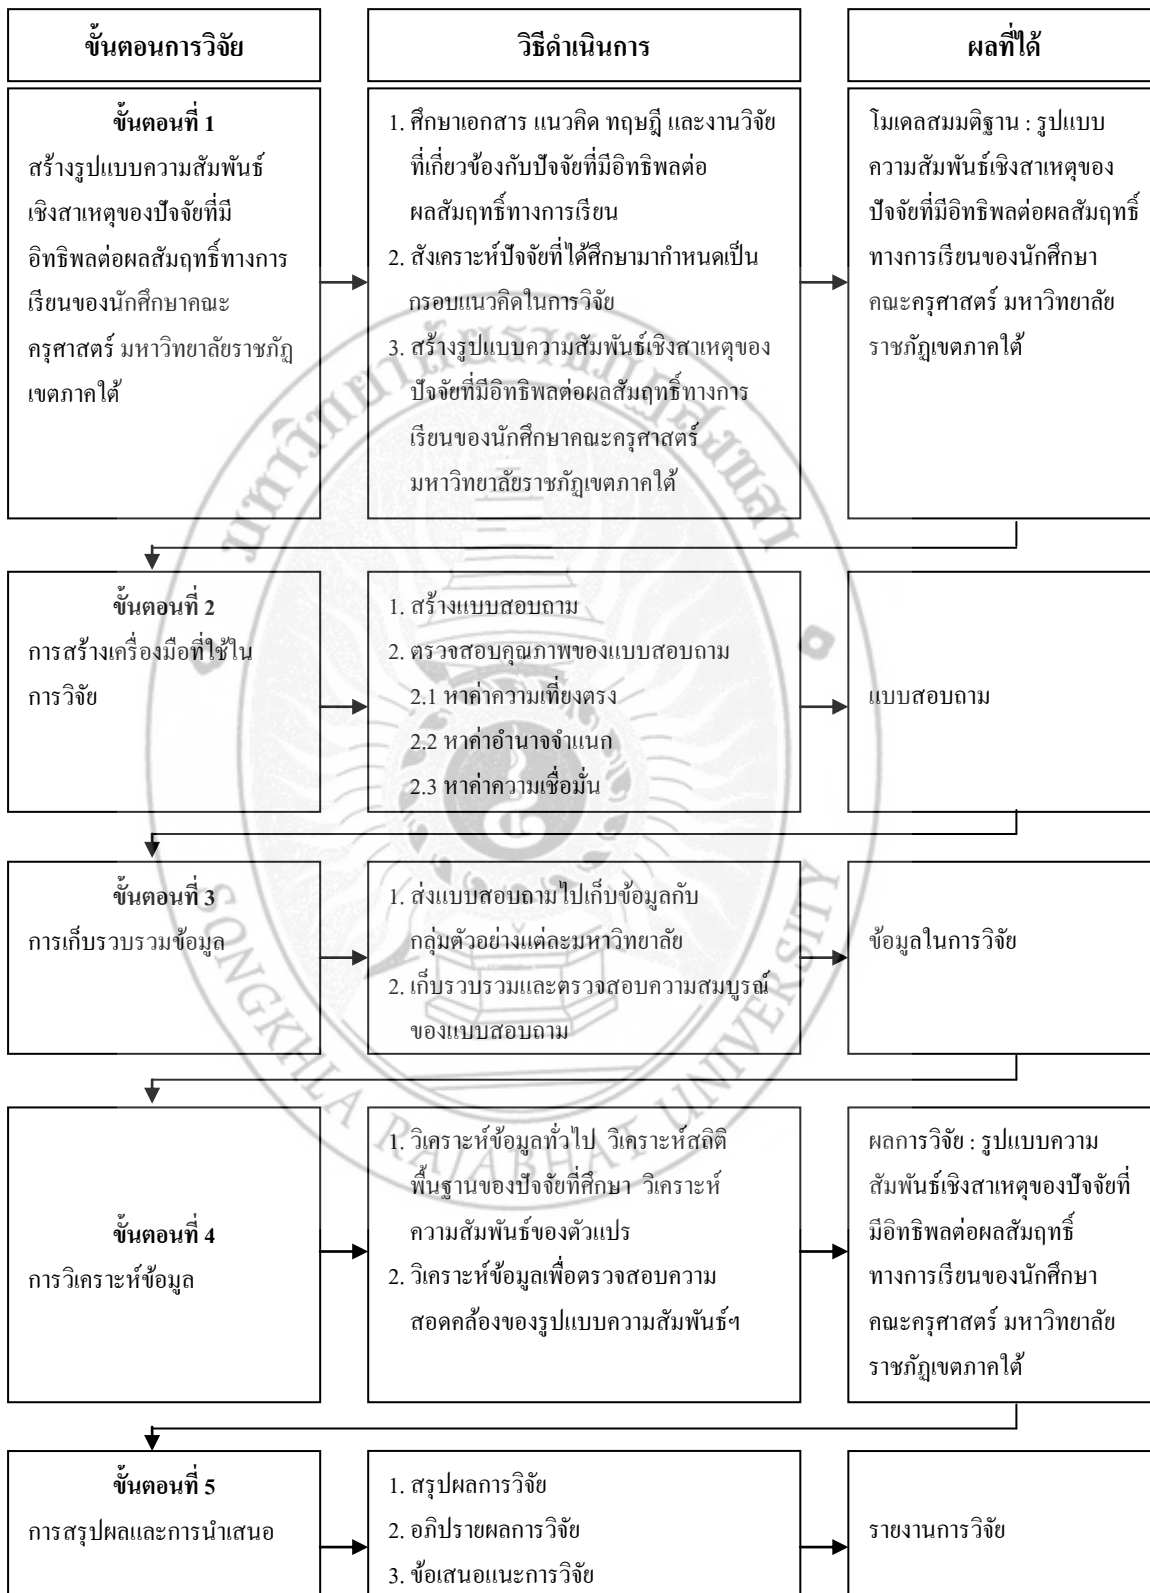 ขั้นตอนการวิจัย
วิธีดำเนินการ
ผลที่ได้
ขั้นตอนที่ 1
สร้างรูปแบบความสัมพันธ์
เชิงสาเหตุของปัจจัยที่มี
อิทธิพลต่อผลสัมฤทธิ์ทางการ
เรียนของนักศึกษาคณะ
ครุศาสตร์ มหาวิทยาลัยราชภัฏ
เขตภาคใต้
1. ศึกษาเอกสาร แนวคิด ทฤษฎี และงานวิจัย
ที่เกี่ยวข้องกับปัจจัยที่มีอิทธิพลต่อ
ผลสัมฤทธิ์ทางการเรียน
2. สังเคราะห์ปัจจัยที่ได้ศึกษามากำหนดเป็น
กรอบแนวคิดในการวิจัย
3. สร้างรูปแบบความสัมพันธ์เชิงสาเหตุของ
ปัจจัยที่มีอิทธิพลต่อผลสัมฤทธิ์ทางการ
เรียนของนักศึกษาคณะครุศาสตร์
มหาวิทยาลัยราชภัฏเขตภาคใต้
โมเดลสมมติฐาน : รูปแบบ
ความสัมพันธ์เชิงสาเหตุของ
ปัจจัยที่มีอิทธิพลต่อผลสัมฤทธิ์
ทางการเรียนของนักศึกษา
คณะครุศาสตร์ มหาวิทยาลัย
ราชภัฏเขตภาคใต้
ขั้นตอนที่ 2
การสร้างเครื่องมือที่ใช้ใน
การวิจัย
1. สร้างแบบสอบถาม
2. ตรวจสอบคุณภาพของแบบสอบถาม
2.1 หาค่าความเที่ยงตรง
2.2 หาค่าอำนาจจำแนก
2.3 หาค่าความเชื่อมั่น
แบบสอบถาม
ขั้นตอนที่ 3
การเก็บรวบรวมข้อมูล
1. ส่งแบบสอบถามไปเก็บข้อมูลกับ
กลุ่มตัวอย่างแต่ละมหาวิทยาลัย
2. เก็บรวบรวมและตรวจสอบความสมบูรณ์
ของแบบสอบถาม
ข้อมูลในการวิจัย
ขั้นตอนที่ 4
การวิเคราะห์ข้อมูล
1. วิเคราะห์ข้อมูลทั่วไป วิเคราะห์สถิติ
พื้นฐานของปัจจัยที่ศึกษา วิเคราะห์
ความสัมพันธ์ของตัวแปร
2. วิเคราะห์ข้อมูลเพื่อตรวจสอบความ
สอดคล้องของรูปแบบความสัมพันธ์ฯ
ผลการวิจัย : รูปแบบความ
สัมพันธ์เชิงสาเหตุของปัจจัยที่
มีอิทธิพลต่อผลสัมฤทธิ์
ทางการเรียนของนักศึกษา
คณะครุศาสตร์ มหาวิทยาลัย
ราชภัฏเขตภาคใต้
ขั้นตอนที่ 5
การสรุปผลและการนำเสนอ
1. สรุปผลการวิจัย
2. อภิปรายผลการวิจัย
3. ข้อเสนอแนะการวิจัย
รายงานการวิจัย
มหาวิทยาลัยราชภัฏสงขลา
SONGKHLA RAJABHAT UNIVERSITY